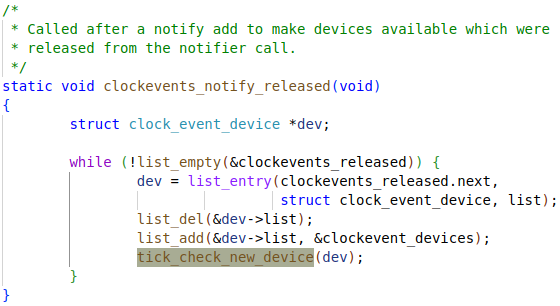 /*
 * Called after a notify add to make devices available which were
 * released from the notifier call.
 */
static void clockevents_notify_released(void)
{
        struct clock_event_device *dev;

        while (!list_empty(&clockevents_released)) {
                dev = list_entry(clockevents_released.next,
                                 struct clock_event_device, list);
                list_del(&dev->list);
                list_add(&dev->list, &clockevent_devices);
                tick_check_new_device(dev);
        }
}